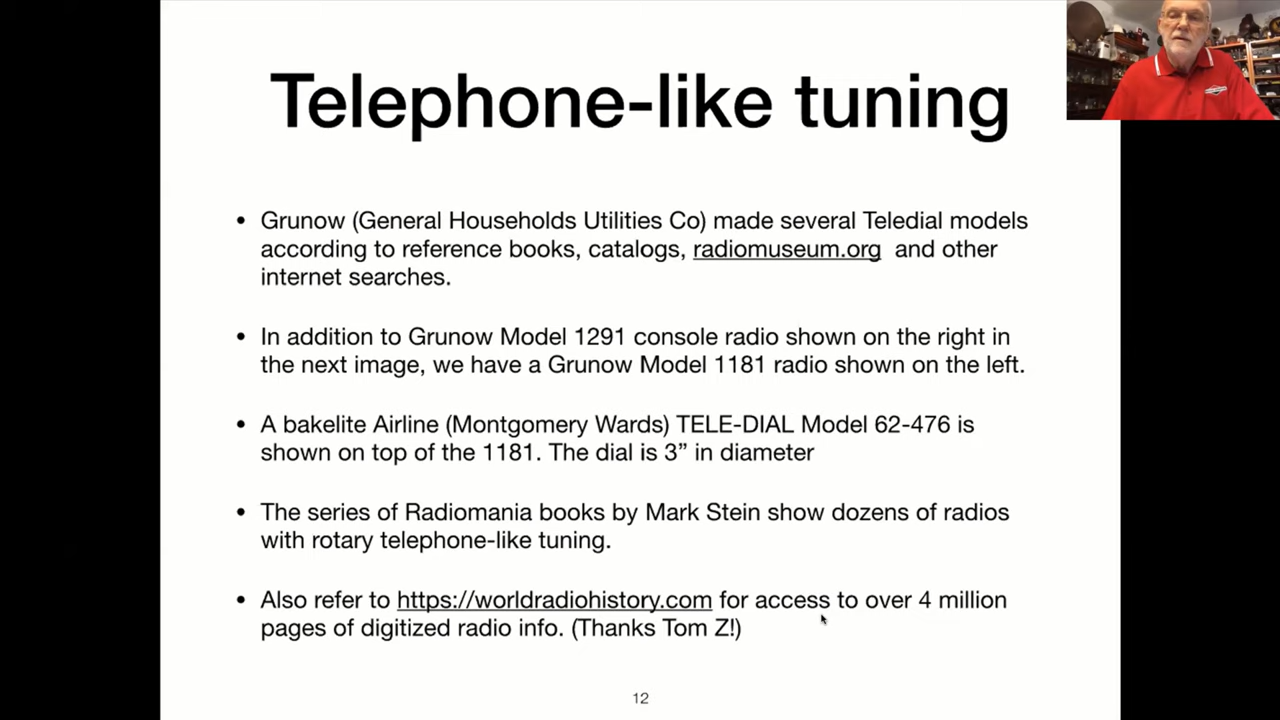 Telephone-like tuning
• Grunow (General Households Utilities Co) made several Teledial models
according to reference books, catalogs, radiomuseum.org and other
internet searches.
• In addition to Grunow Model 1291 console radio shown on the right in
the next image, we have a Grunow Model 1181 radio shown on the left.
• A bakelite Airline (Montgomery Wards) TELE-DIAL Model 62-476 is
shown on top of the 1181. The dial is 3” in diameter
• The series of Radiomania books by Mark Stein show dozens of radios
with rotary telephone-like tuning.
• Also refer to https://worldradiohistory.com for access to over 4 million
pages of digitized radio info. (Thanks Tom Z!)
12